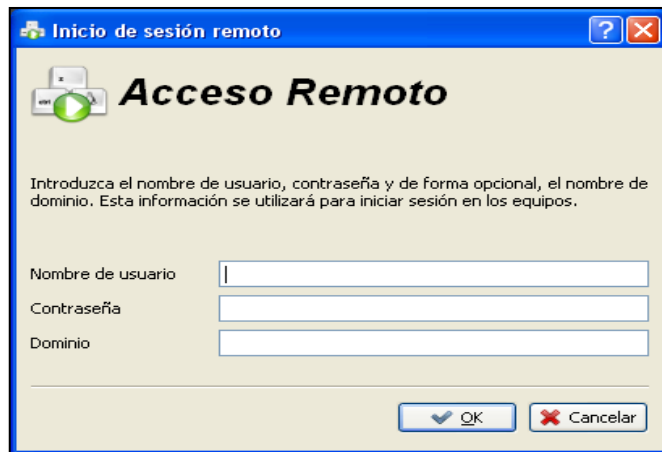 Inicio de sesión remoto
Acceso Remoto
Introduzca el nombre de usuario, contraseña y de forma opcional, el nombre de
dominio. Esta información se utilizará para iniciar sesión en los equipos.
Nombre de usuario
Contraseña
Dominio
OK
Cancelar